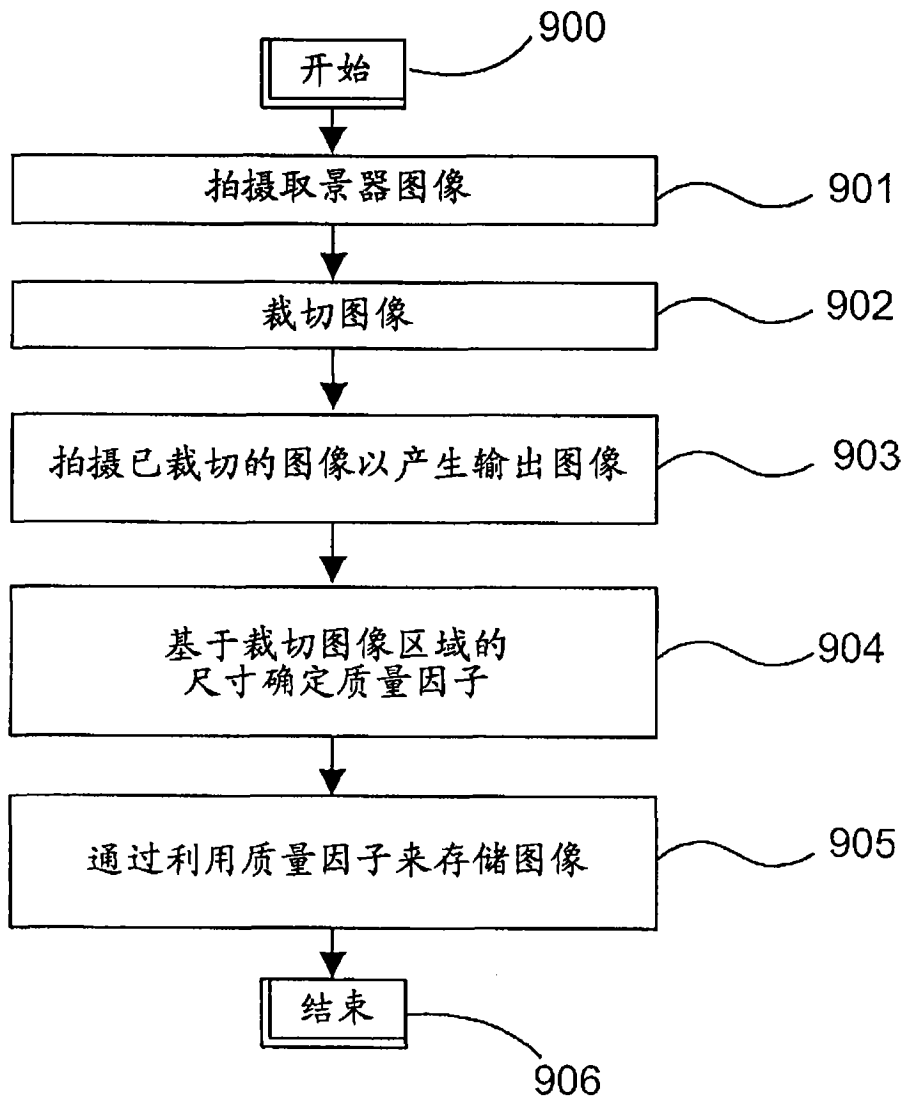 开始
900
拍摄取景器图像
901
裁切图像
902
拍摄已裁切的图像以产生输出图像
903
基于裁切图像区域的
尺寸确定质量因子
904
通过利用质量因子来存储图像
905
结束
906